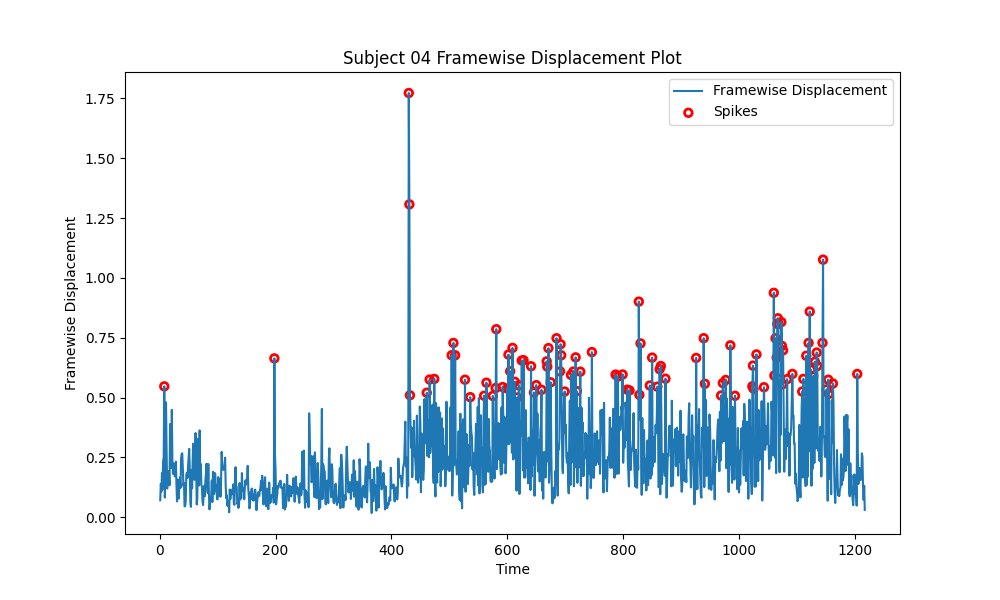 Subject 04 Framewise Displacement Plot
Framewise Displacement
Spikes
1.75
1.50
1.25
1.00
0.75
0.50
0.25
0.00
Framewise Displacement
0 200 400 600 800 1000 1200
Time